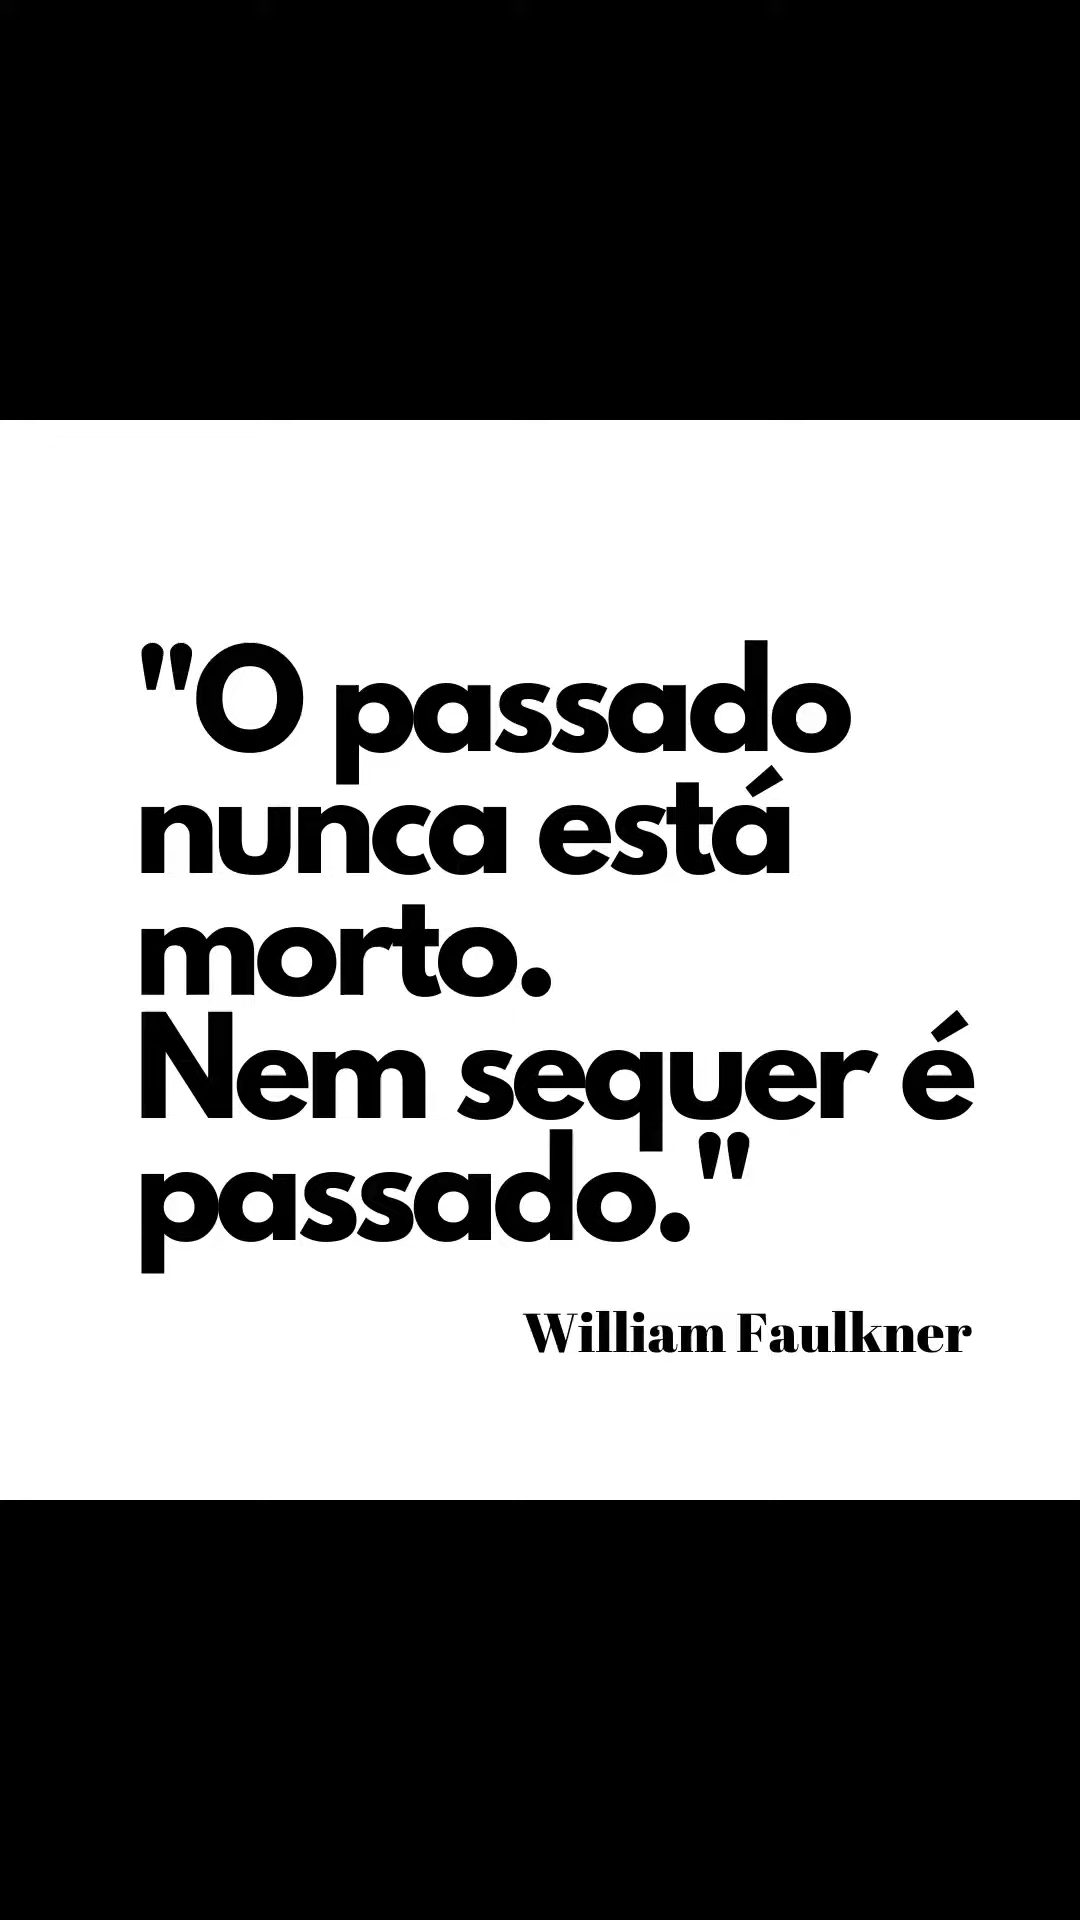 "O passado
nunca está
morto.
Nem sequer é
passado."
William Faulkner